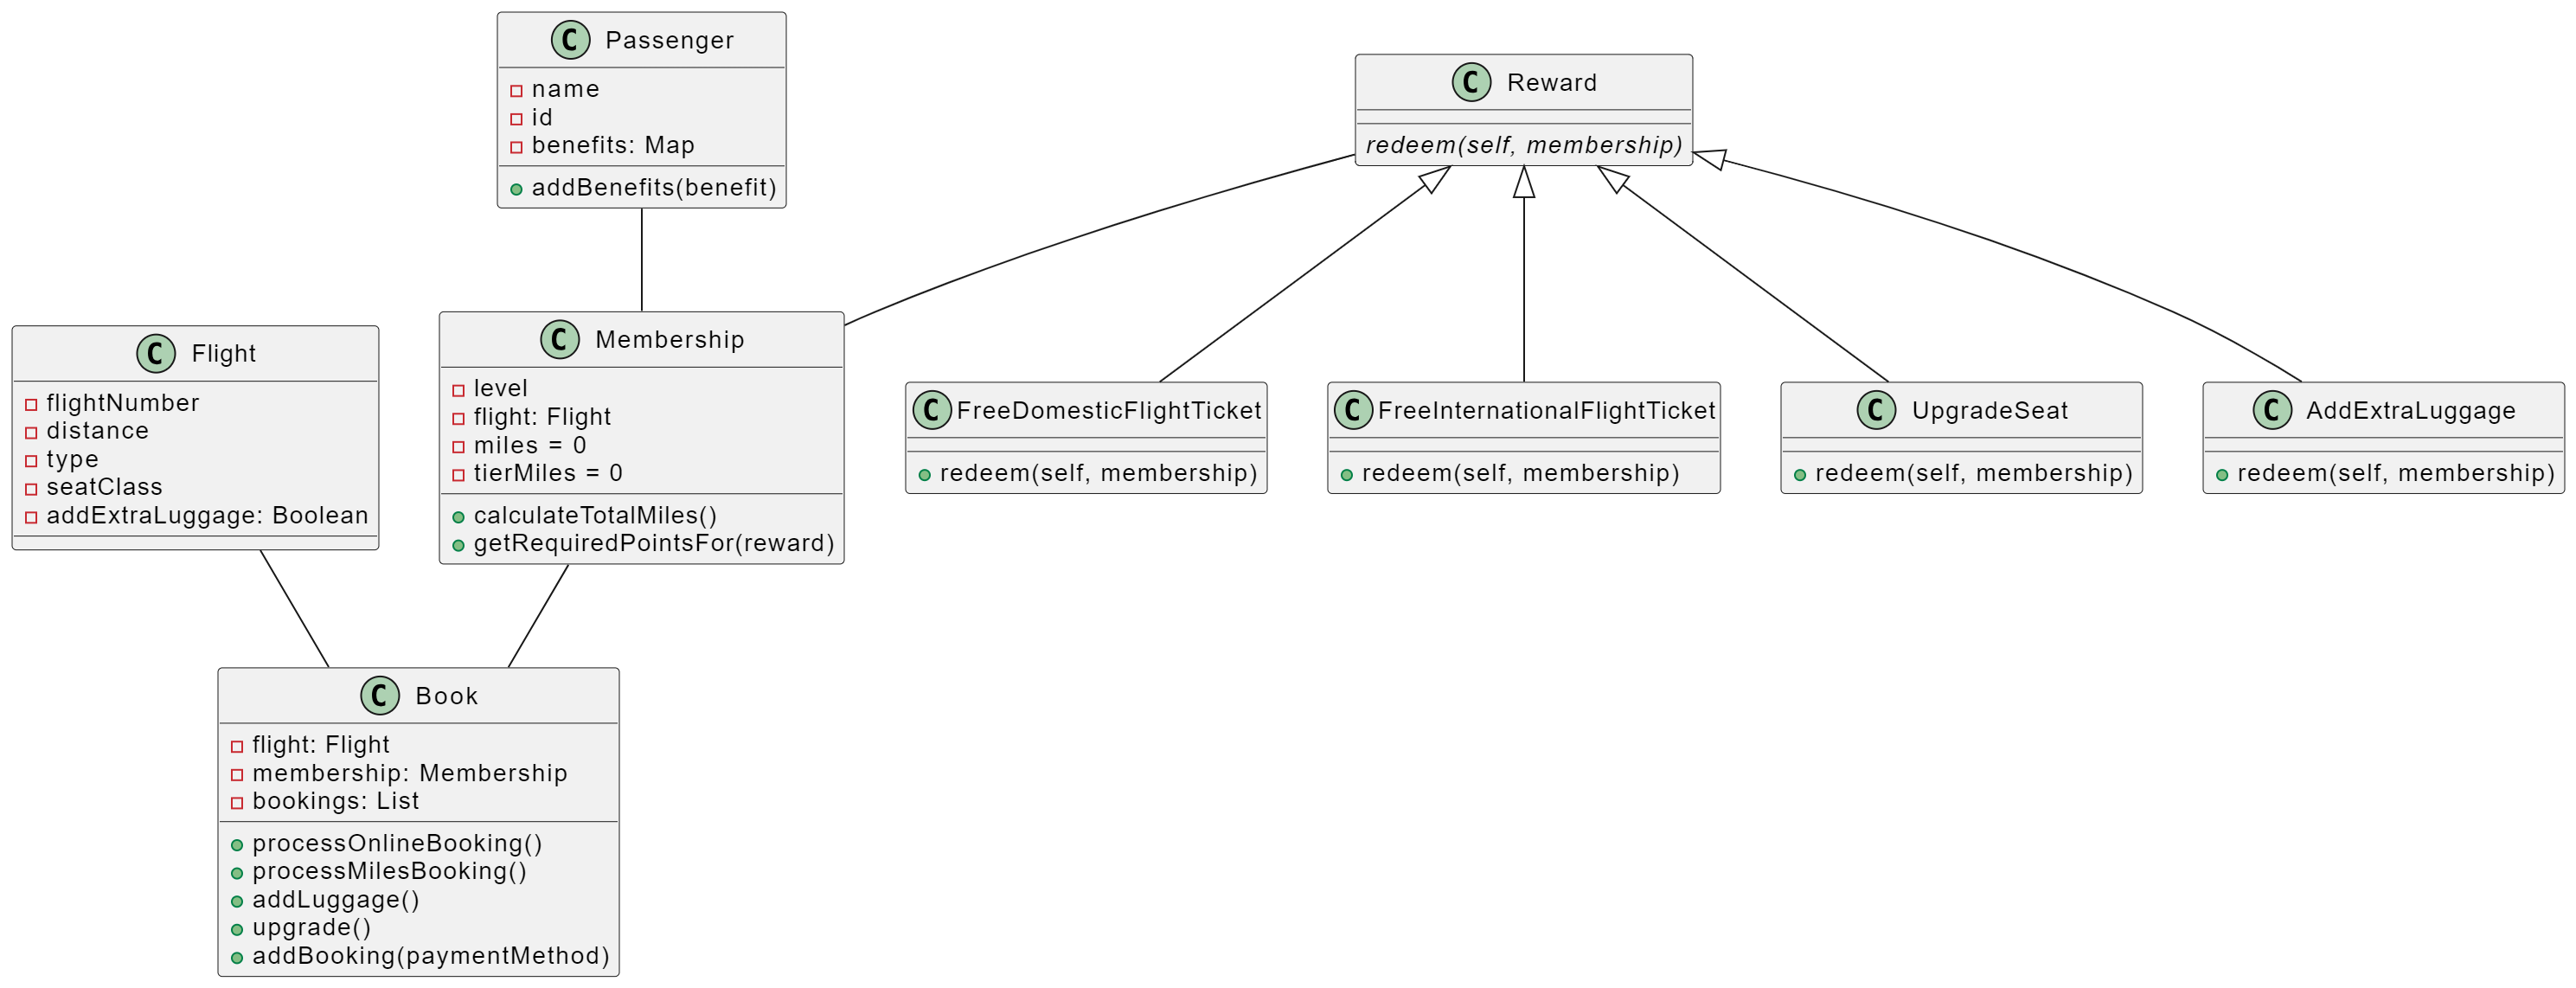 C Passenger
name
id
benefits: Map
addBenefits(benefit)
C Reward
redeem(self, membership)
C Flight
flightNumber
distance
type
seatClass
addExtraLuggage: Boolean
C Membership
level
flight: Flight
miles = 0
tierMiles = 0
calculateTotalMiles()
getRequiredPointsFor(reward)
C FreeDomesticFlightTicket
redeem(self, membership)
C FreeInternationalFlightTicket
redeem(self, membership)
C UpgradeSeat
redeem(self, membership)
C AddExtraLuggage
redeem(self, membership)
C Book
flight: Flight
membership: Membership
bookings: List
processOnlineBooking()
processMilesBooking()
addLuggage()
upgrade()
addBooking(paymentMethod)